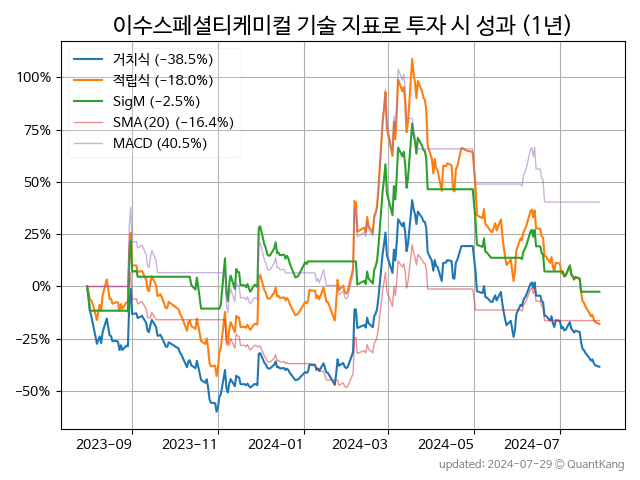 이수스페셜티케미컬 기술 지표로 투자 시 성과 (1년)
거치식 (−38.5%)
적립식 (−18.0%)
SigM (−2.5%)
SMA(20) (−16.4%)
MACD (40.5%)
100%
75%
50%
25%
0%
−25%
−50%
2023-09 2023-11 2024-01 2024-03 2024-05 2024-07
updated: 2024-07-29 © QuantKang